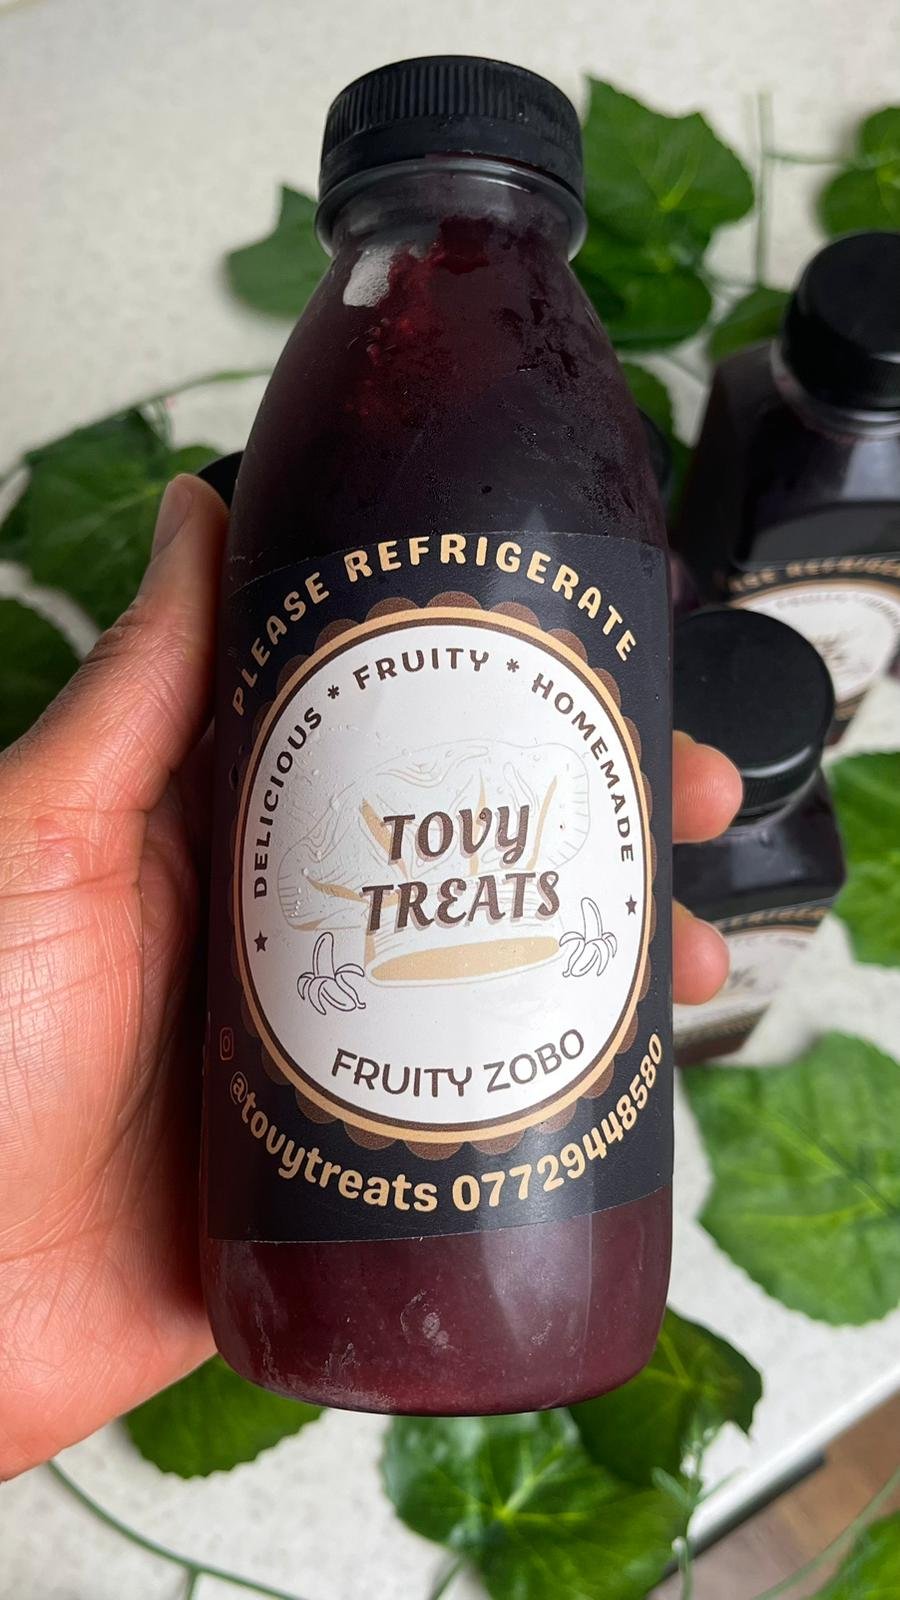 PLEASE REFRIGERATE
DELICIOUS * FRUITY * HOMEMADE
TOVY
TREATS
FRUITY ZOBO
@tovytreats 07729448580